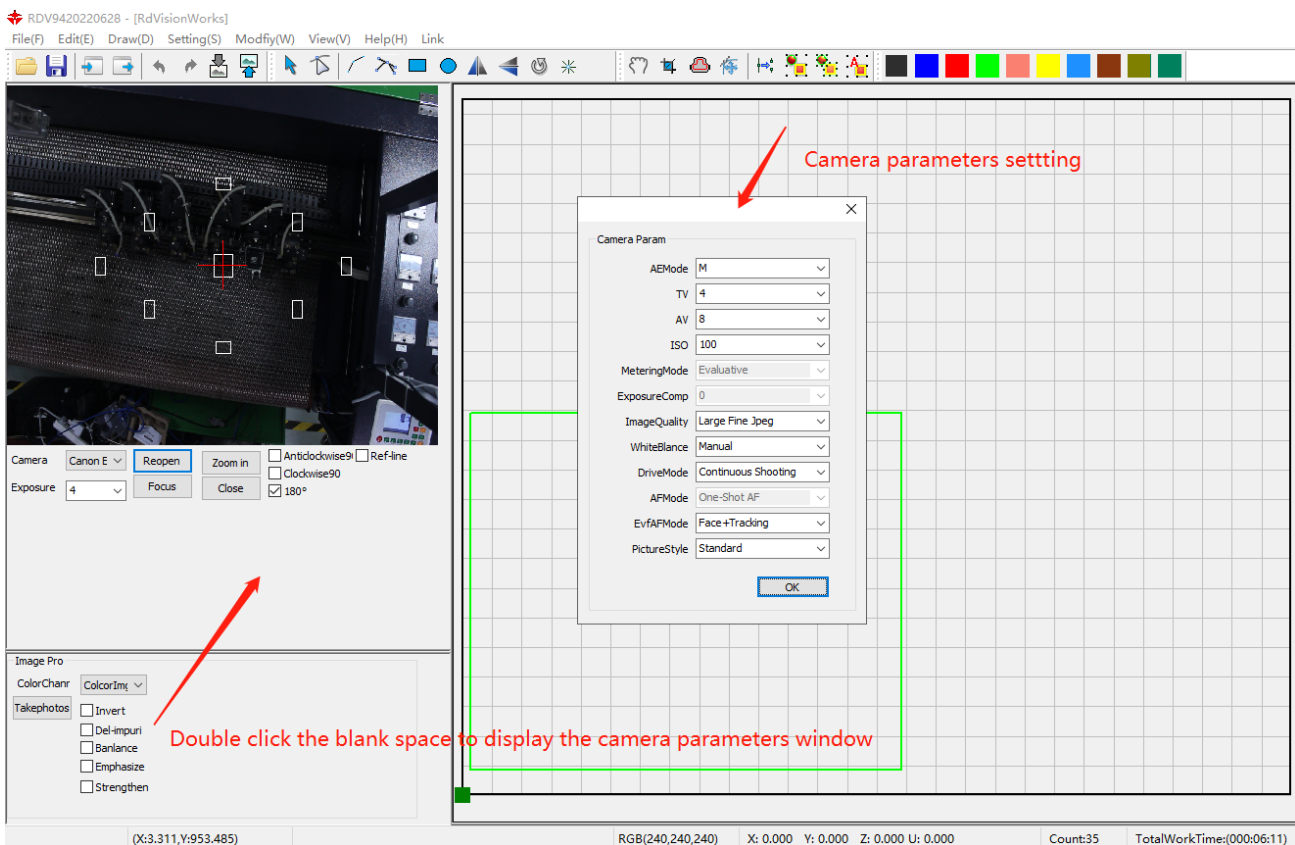 RDV9420220628 - [RdVisionWorks]
File(F) Edit(E) Draw(D) Setting(S) Modfiy(W) View(V) Help(H) Link
Camera parameters settting
Camera Param
AEMode M
TV 4
AV 8
ISO 100
MeteringMode Evaluative
ExposureComp 0
ImageQuality Large Fine Jpeg
WhiteBlance Manual
DriveMode Continuous Shooting
AFMode One-Shot AF
EvfAFMode Face+Tracking
PictureStyle Standard
OK
Camera Canon E Reopen Zoom in Anticlockwise9 Ref-line
Clockwise90
Exposure 4 Focus Close 180°
Image Pro
ColorChanr ColcorImg
Takephotos Invert
Del-impuri
Banlance
Emphasize
Strengthen
Double click the blank space to display the camera parameters window
(X:3.311,Y:953.485) RGB(240,240,240) X: 0.000 Y: 0.000 Z: 0.000 U: 0.000 Count:35 TotalWorkTime:(000:06:11)